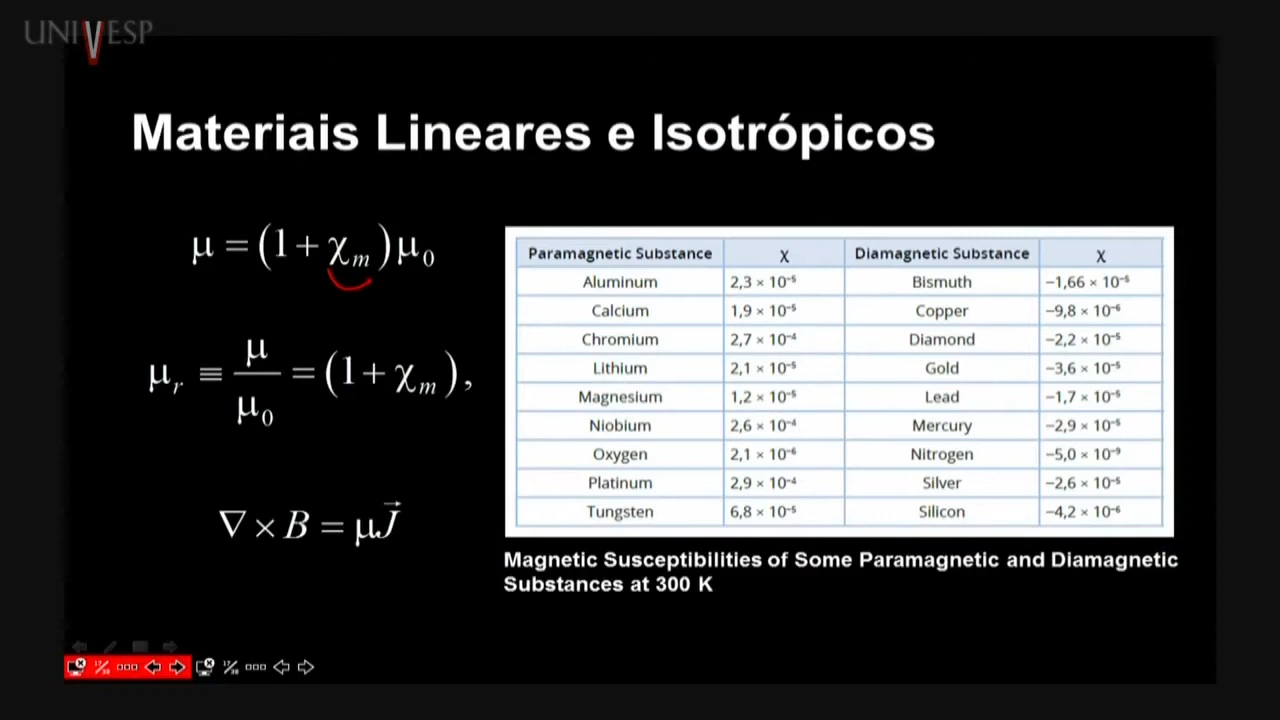 UNIVESP
Materiais Lineares e Isotrópicos
μ = (1 + χₘ)μ₀
μᵣ ≡ μ/μ₀ = (1 + χₘ),
∇ × B = μJ⃗
Paramagnetic Substance χ Diamagnetic Substance χ
Aluminum 2,3 × 10⁻⁵ Bismuth −1,66 × 10⁻⁵
Calcium 1,9 × 10⁻⁵ Copper −9,8 × 10⁻⁶
Chromium 2,7 × 10⁻⁴ Diamond −2,2 × 10⁻⁵
Lithium 2,1 × 10⁻⁵ Gold −3,6 × 10⁻⁵
Magnesium 1,2 × 10⁻⁵ Lead −1,7 × 10⁻⁵
Niobium 2,6 × 10⁻⁴ Mercury −2,9 × 10⁻⁵
Oxygen 2,1 × 10⁻⁶ Nitrogen −5,0 × 10⁻⁹
Platinum 2,9 × 10⁻⁴ Silver −2,6 × 10⁻⁵
Tungsten 6,8 × 10⁻⁵ Silicon −4,2 × 10⁻⁶
Magnetic Susceptibilities of Some Paramagnetic and Diamagnetic
Substances at 300 K